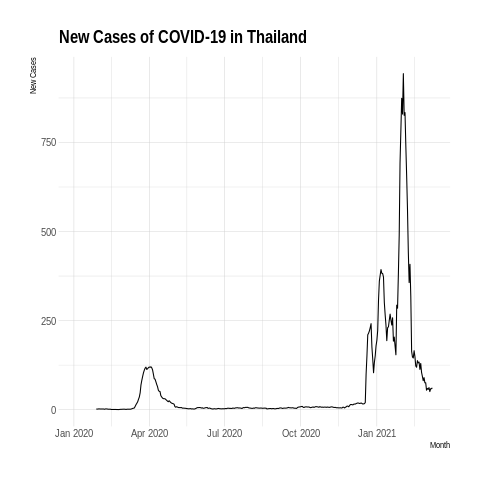 New Cases of COVID-19 in Thailand
New Cases
750
500
250
0
Jan 2020 Apr 2020 Jul 2020 Oct 2020 Jan 2021
Month